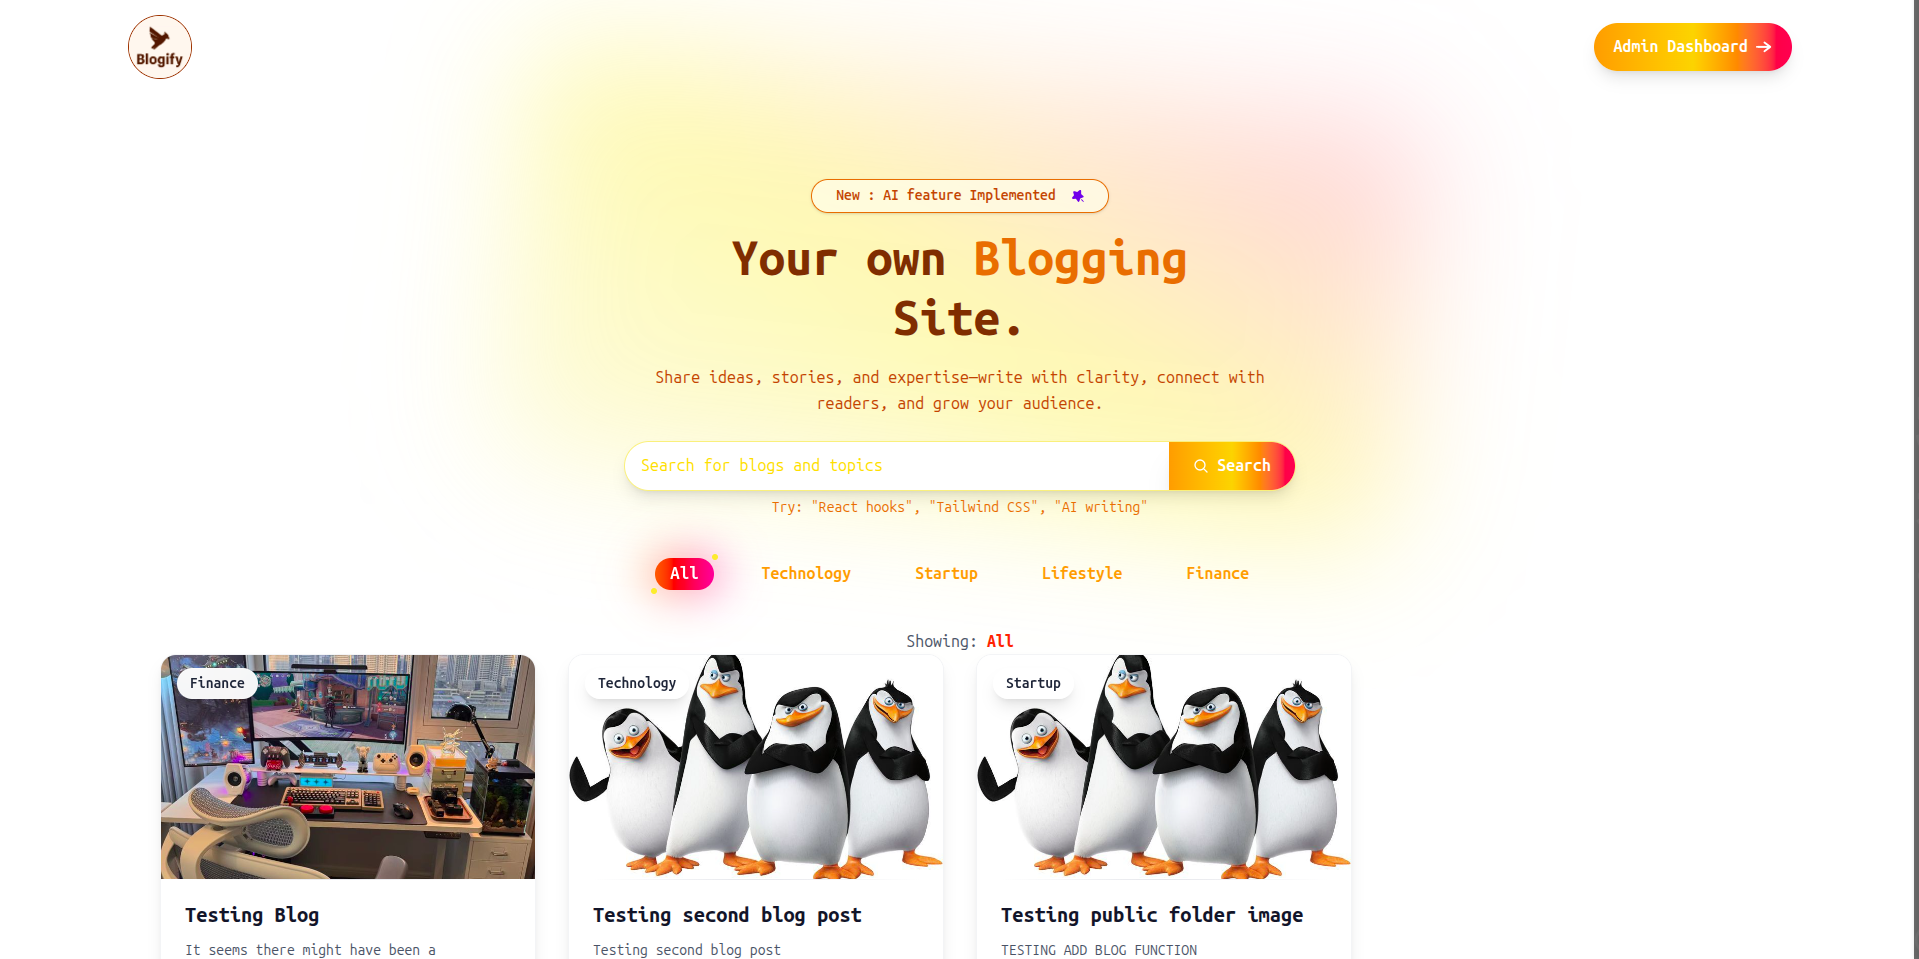 Blogify
Admin Dashboard →
New : AI feature Implemented
Your own Blogging
Site.
Share ideas, stories, and expertise—write with clarity, connect with
readers, and grow your audience.
Search for blogs and topics
Search
Try: "React hooks", "Tailwind CSS", "AI writing"
All
Technology
Startup
Lifestyle
Finance
Showing: All
Finance
Technology
Startup
Testing Blog
It seems there might have been a
Testing second blog post
Testing second blog post
Testing public folder image
TESTING ADD BLOG FUNCTION